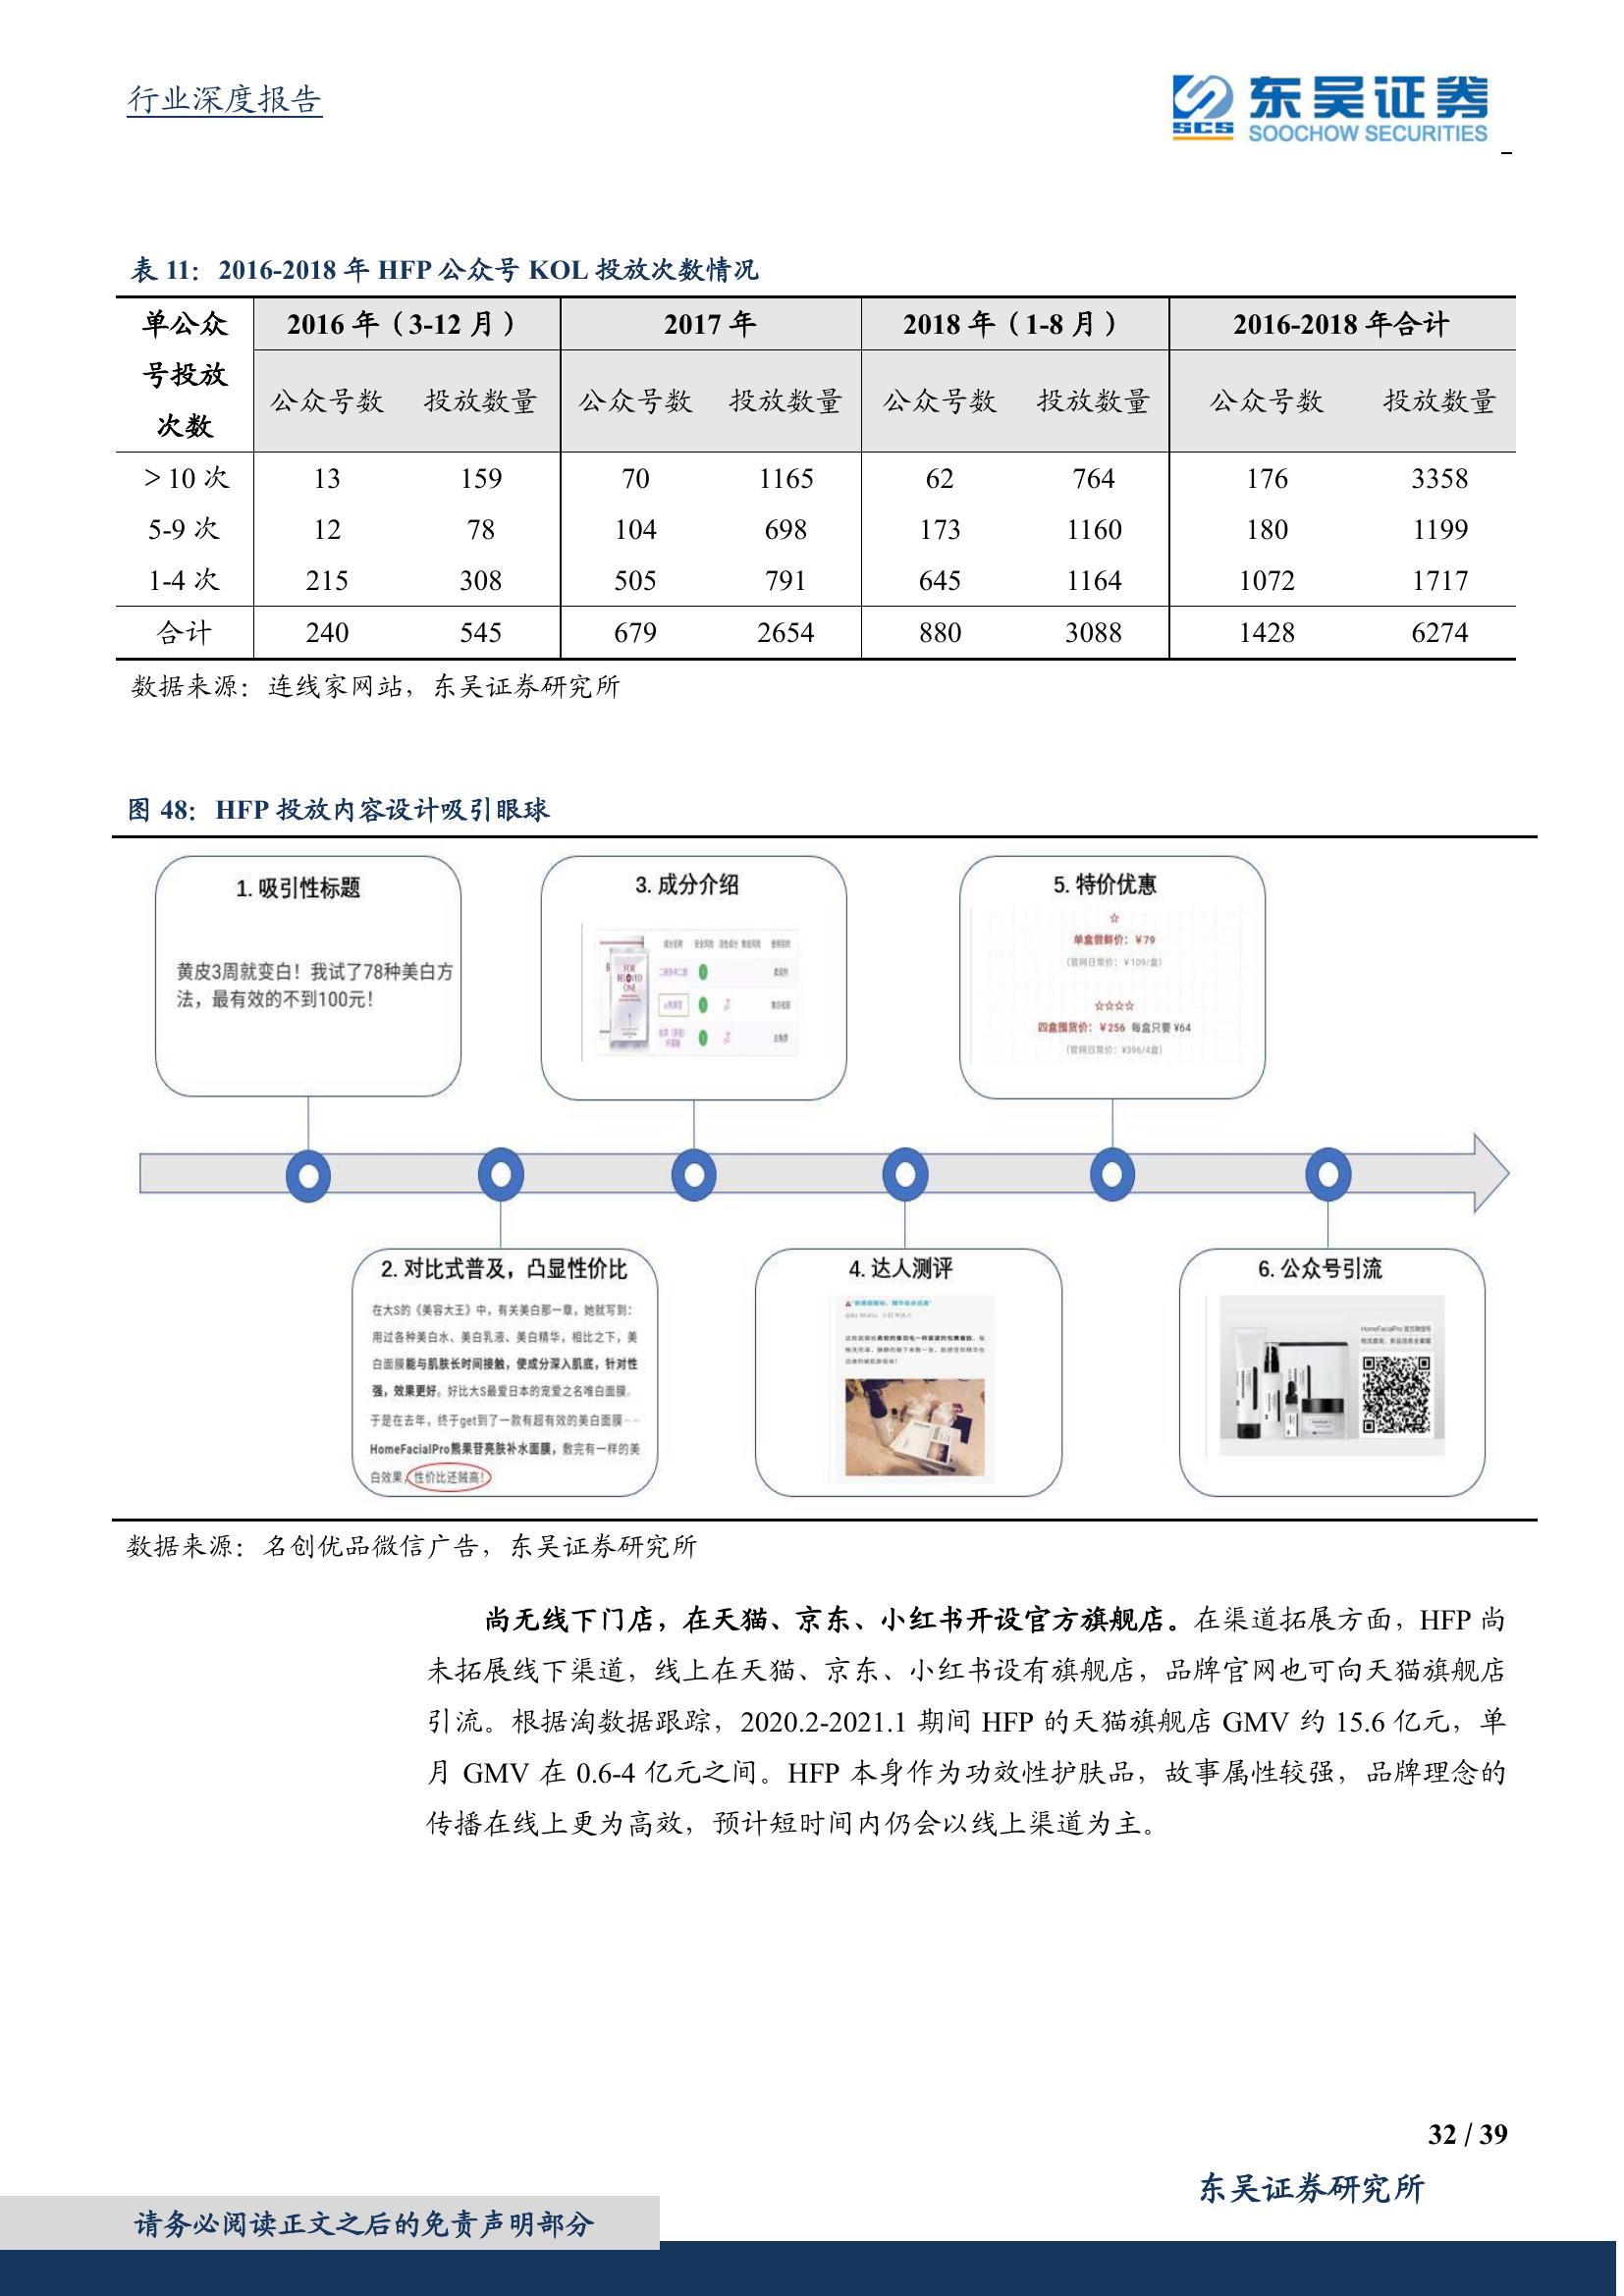 行业深度报告
SCS 东吴证券
SOOCHOW SECURITIES
表 11：2016-2018 年 HFP 公众号 KOL 投放次数情况
单公众号投放次数 2016 年（3-12 月） 2017 年 2018 年（1-8 月） 2016-2018 年合计
公众号数 投放数量 公众号数 投放数量 公众号数 投放数量 公众号数 投放数量
> 10 次 13 159 70 1165 62 764 176 3358
5-9 次 12 78 104 698 173 1160 180 1199
1-4 次 215 308 505 791 645 1164 1072 1717
合计 240 545 679 2654 880 3088 1428 6274
数据来源：连线家网站，东吴证券研究所
图 48：HFP 投放内容设计吸引眼球
1. 吸引性标题
黄皮3周就变白！我试了78种美白方
法，最有效的不到100元！
3. 成分介绍
成分名称 安全风险 活性成分 致痘风险 使用目的
FOR
BELOVED
ONE
5. 特价优惠
☆
单盒尝鲜价：¥79
（官网日常价：¥109/盒）
☆☆☆☆
四盒囤货价：¥256 每盒只要 ¥64
（官网日常价：¥396/4盒）
2. 对比式普及，凸显性价比
在大S的《美容大王》中，有关美白那一章，她就写到：
用过各种美白水、美白乳液、美白精华，相比之下，美
白面膜能与肌肤长时间接触，使成分深入肌底，针对性
强，效果更好。好比大S最爱日本的宠爱之名唯白面膜。
于是在去年，终于get到了一款有超有效的美白面膜——
HomeFacialPro熊果苷亮肤补水面膜，敷完有一样的美
白效果，性价比还贼高！
4. 达人测评
6. 公众号引流
HomeFacialPro 官方微信号
数据来源：名创优品微信广告，东吴证券研究所
尚无线下门店，在天猫、京东、小红书开设官方旗舰店。在渠道拓展方面，HFP 尚
未拓展线下渠道，线上在天猫、京东、小红书设有旗舰店，品牌官网也可向天猫旗舰店
引流。根据淘数据跟踪，2020.2-2021.1 期间 HFP 的天猫旗舰店 GMV 约 15.6 亿元，单
月 GMV 在 0.6-4 亿元之间。HFP 本身作为功效性护肤品，故事属性较强，品牌理念的
传播在线上更为高效，预计短时间内仍会以线上渠道为主。
32 / 39
东吴证券研究所
请务必阅读正文之后的免责声明部分